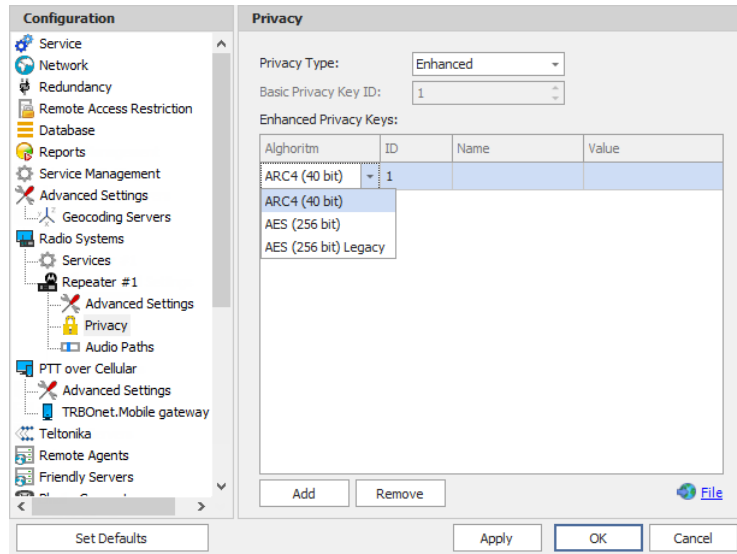 Configuration
Service
Network
Redundancy
Remote Access Restriction
Database
Reports
Service Management
Advanced Settings
Geocoding Servers
Radio Systems
Services
Repeater #1
Advanced Settings
Privacy
Audio Paths
PTT over Cellular
Advanced Settings
TRBOnet.Mobile gateway
Teltonika
Remote Agents
Friendly Servers
Set Defaults
Privacy
Privacy Type: Enhanced
Basic Privacy Key ID: 1
Enhanced Privacy Keys:
Alghoritm ID Name Value
ARC4 (40 bit) 1
ARC4 (40 bit)
AES (256 bit)
AES (256 bit) Legacy
Add Remove File
Apply OK Cancel